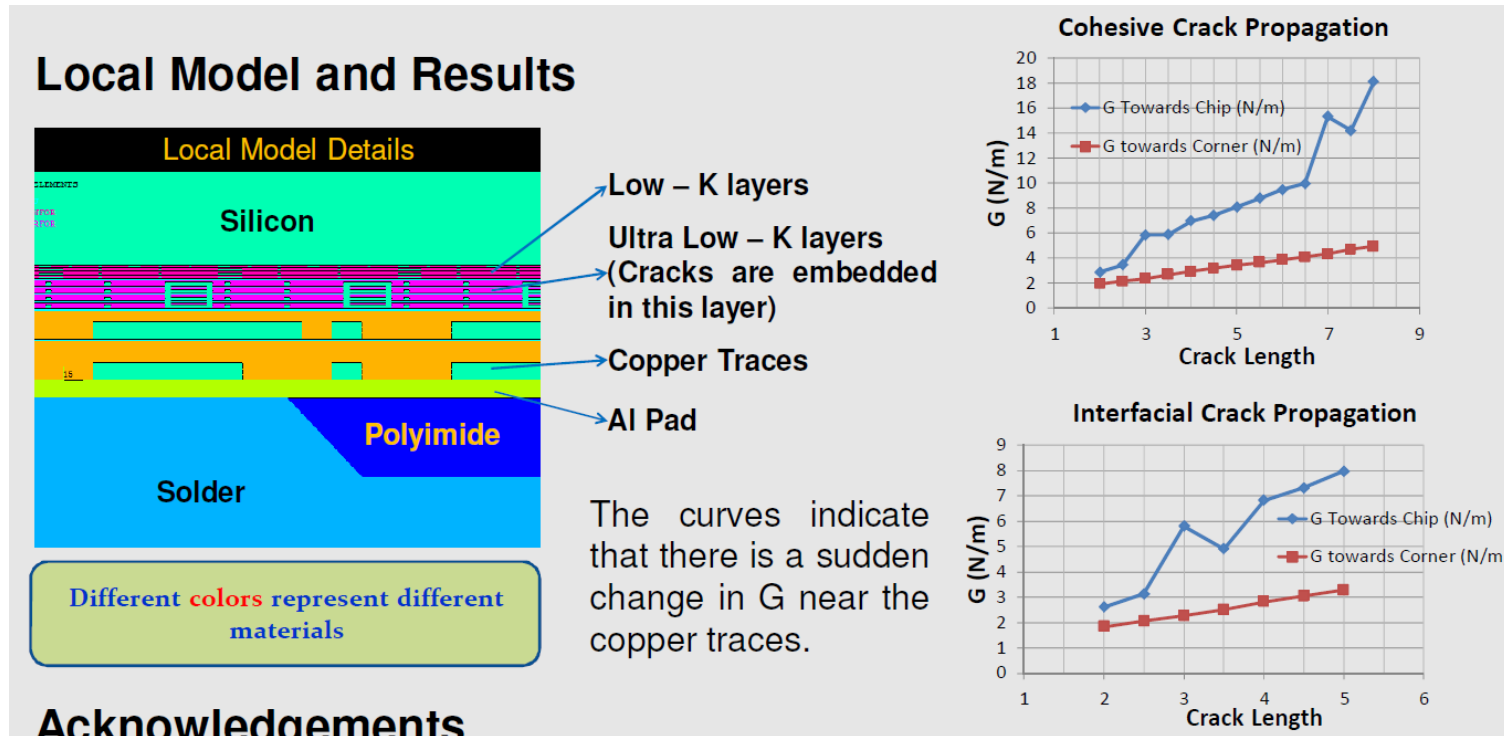 Local Model and Results
Local Model Details
ELEMENTS
Silicon
Polyimide
Solder
15
Low – K layers
Ultra Low – K layers
(Cracks are embedded
in this layer)
Copper Traces
Al Pad
Different colors represent different
materials
The curves indicate
that there is a sudden
change in G near the
copper traces.
Cohesive Crack Propagation
G (N/m)
20
18
16
14
12
10
8
6
4
2
0
G Towards Chip (N/m)
G towards Corner (N/m)
1 3 5 7 9
Crack Length
Interfacial Crack Propagation
G (N/m)
9
8
7
6
5
4
3
2
1
0
G Towards Chip (N/m)
G towards Corner (N/m
1 2 3 4 5 6
Crack Length
Acknowledgements